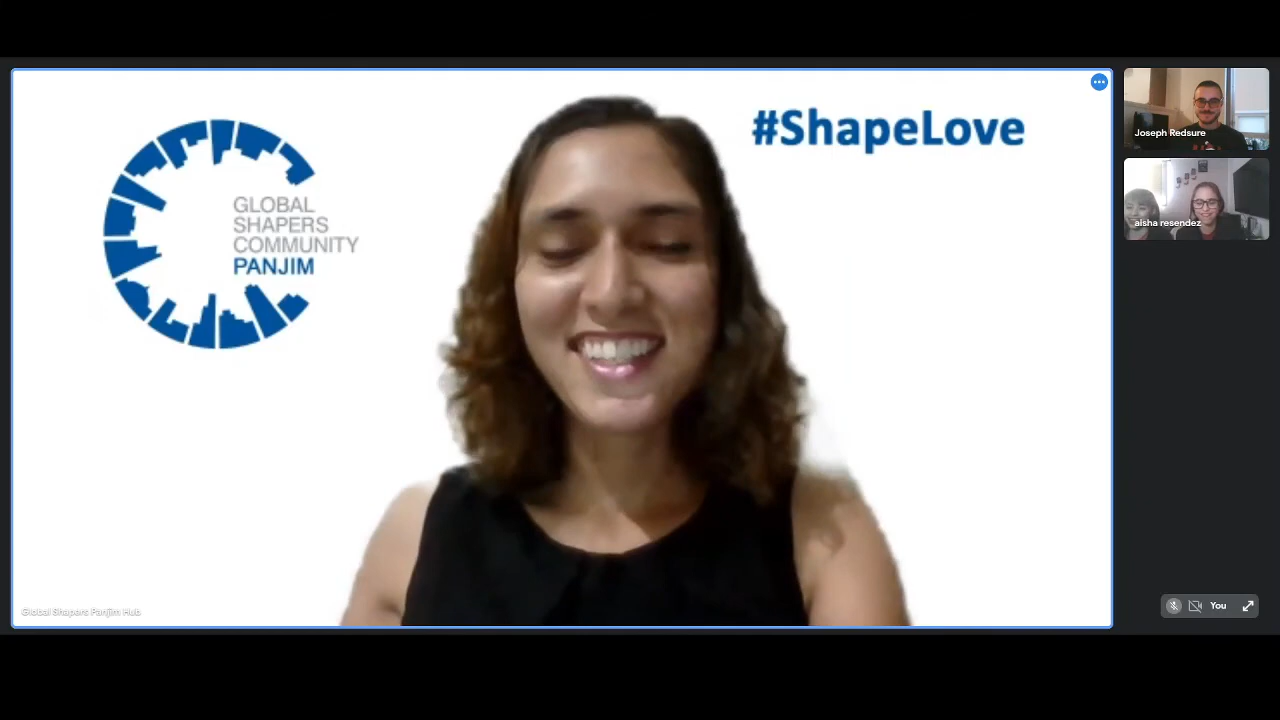 #ShapeLove
GLOBAL
SHAPERS
COMMUNITY
PANJIM
Global Shapers Panjim Hub
Joseph Redsure
aisha resendez
You